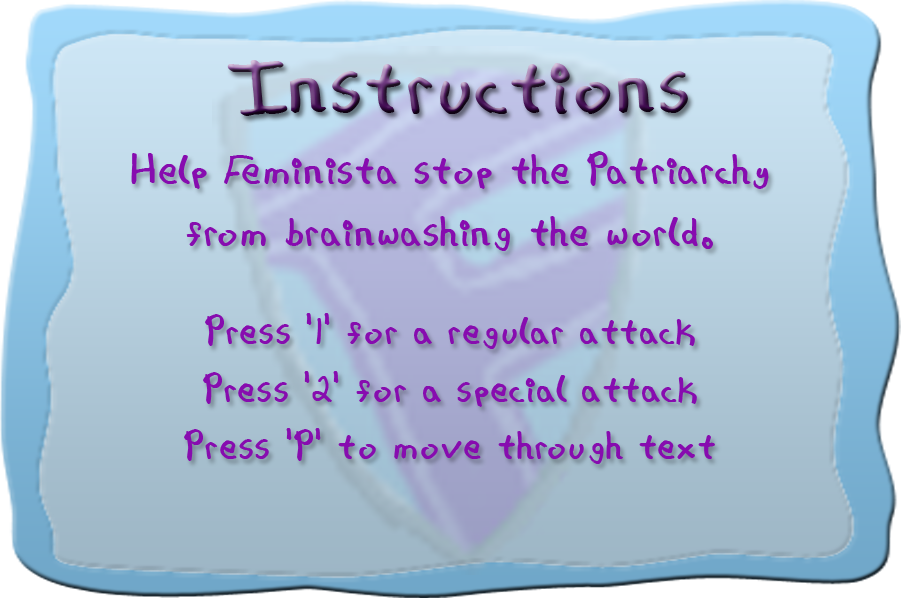 Instructions
Help Feminista stop the Patriarchy
from brainwashing the world.
Press '1' for a regular attack
Press '2' for a special attack
Press 'P' to move through text